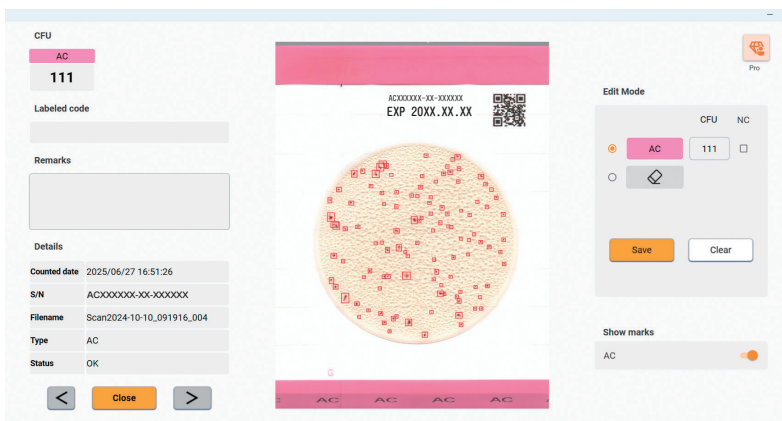 CFU
AC
111
Labeled code
Remarks
Details
Counted date 2025/06/27 16:51:26
S/N ACXXXXXX-XX-XXXXXX
Filename Scan2024-10-10_091916_004
Type AC
Status OK
< Close >
ACXXXXXX-XX-XXXXXX
EXP 20XX.XX.XX
G
AC AC AC AC
Pro
Edit Mode
CFU NC
AC 111
Save Clear
Show marks
AC